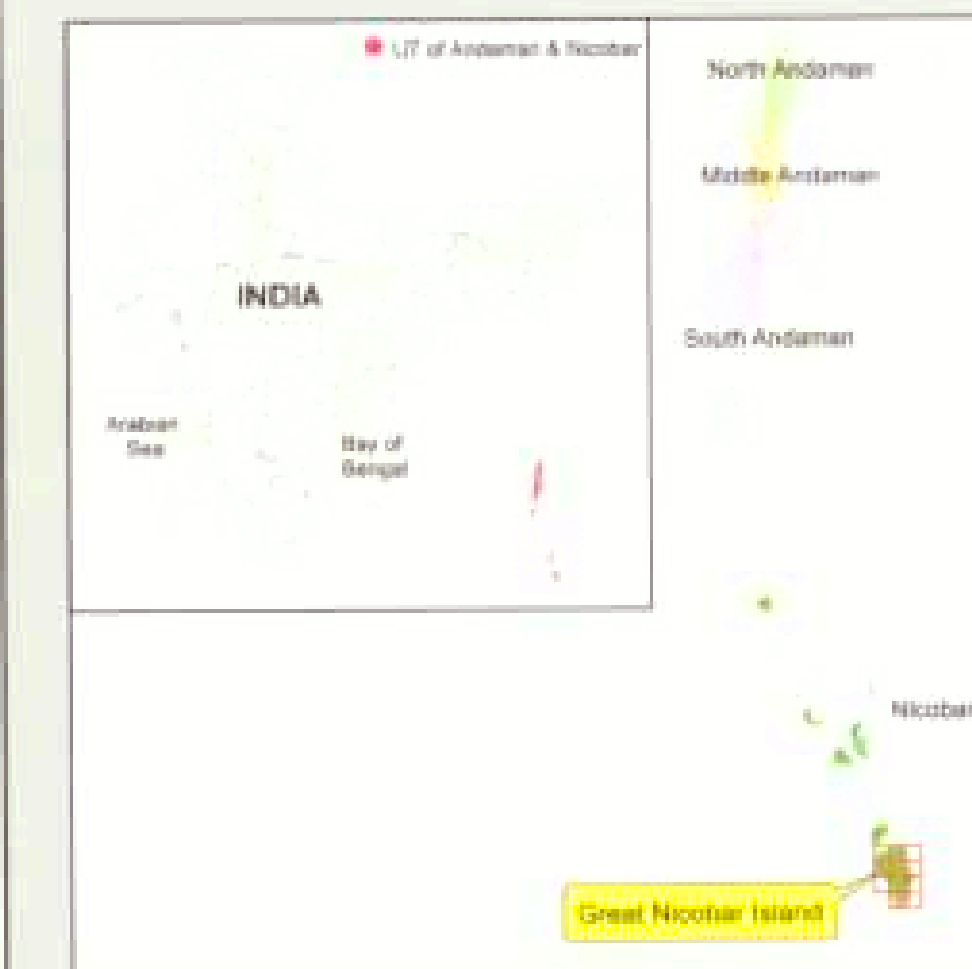 UT of Andaman & Nicobar
North Andaman
Middle Andaman
INDIA
South Andaman
Arabian
Sea
Bay of
Bengal
Nicobar
Great Nicobar Island